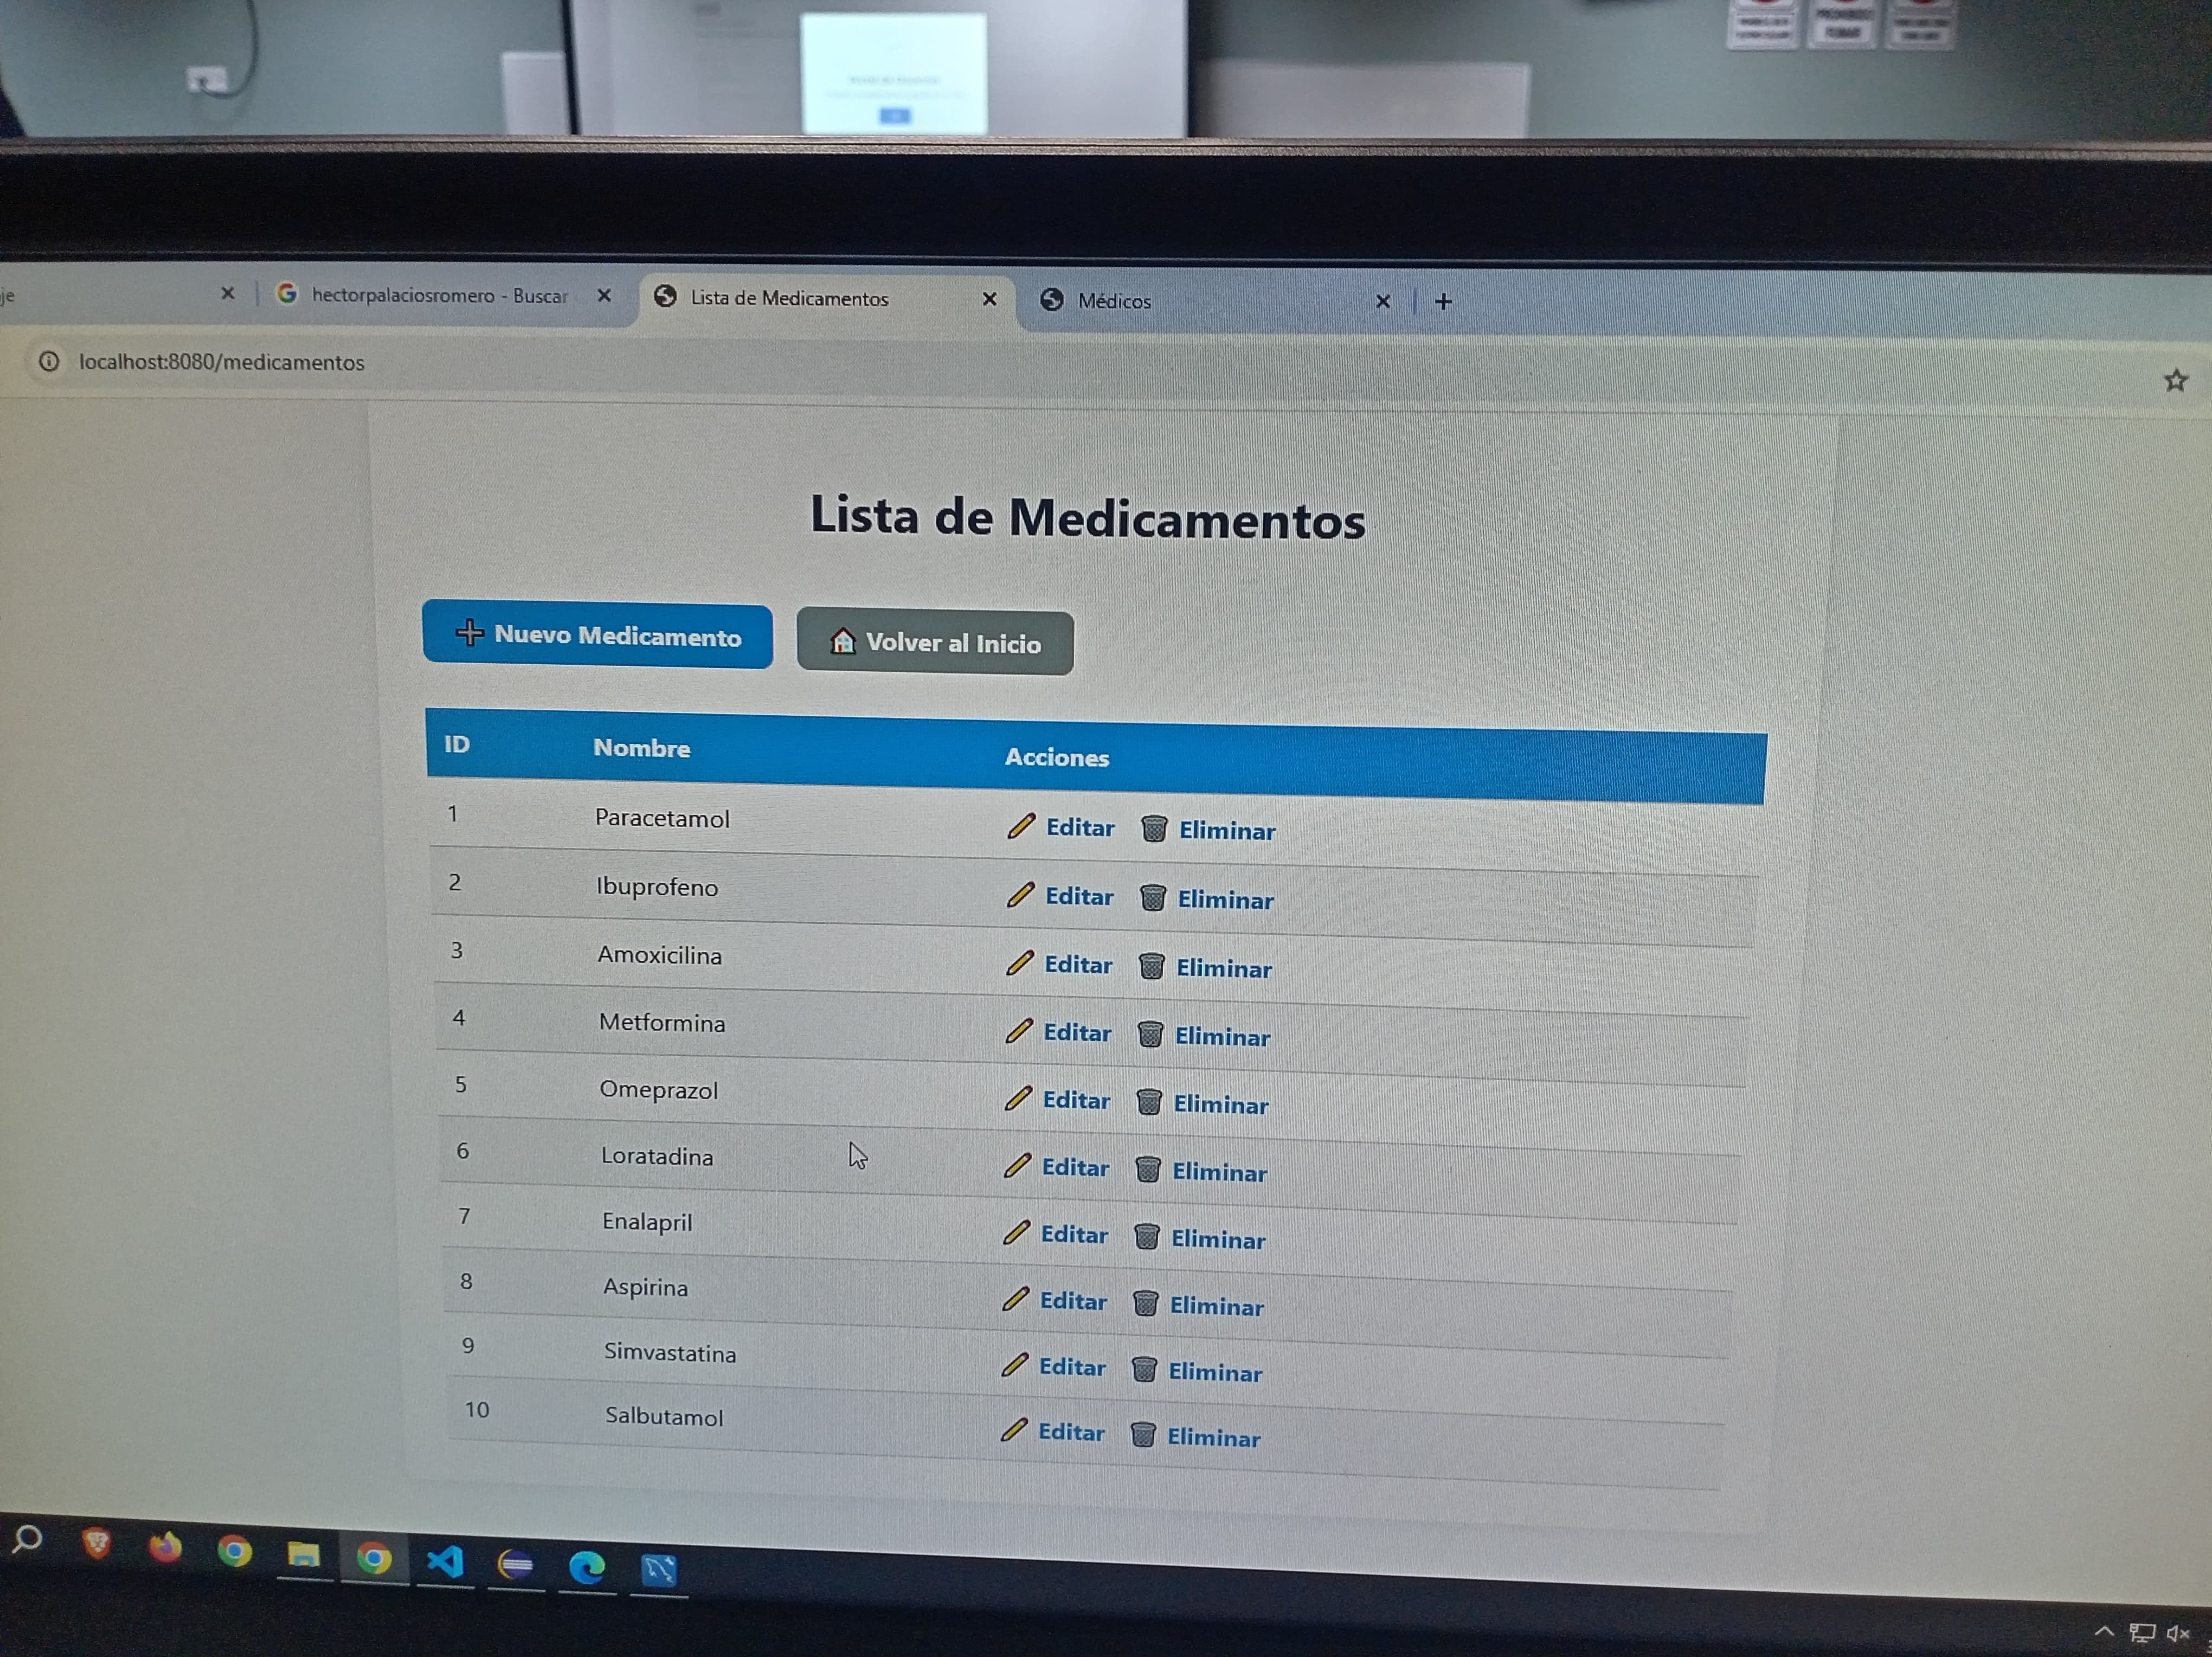 je
hectorpalaciosromero - Buscar
Lista de Medicamentos
Médicos
localhost:8080/medicamentos
Lista de Medicamentos
Nuevo Medicamento
Volver al Inicio
ID Nombre Acciones
1 Paracetamol Editar Eliminar
2 Ibuprofeno Editar Eliminar
3 Amoxicilina Editar Eliminar
4 Metformina Editar Eliminar
5 Omeprazol Editar Eliminar
6 Loratadina Editar Eliminar
7 Enalapril Editar Eliminar
8 Aspirina Editar Eliminar
9 Simvastatina Editar Eliminar
10 Salbutamol Editar Eliminar